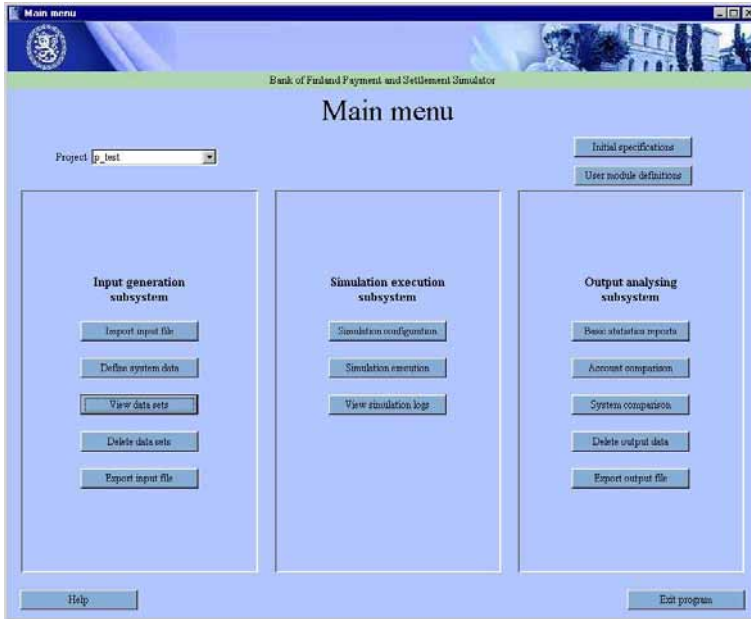 Main menu
Bank of Finland Payment and Settlement Simulator
Main menu
Project p_test
Initial specifications
User module definitions
Input generation
subsystem
Import input file
Define system data
View data sets
Delete data sets
Export input file
Simulation execution
subsystem
Simulation configuration
Simulation execution
View simulation logs
Output analysing
subsystem
Basic statistics reports
Account comparison
System comparison
Delete output data
Export output file
Help
Exit program